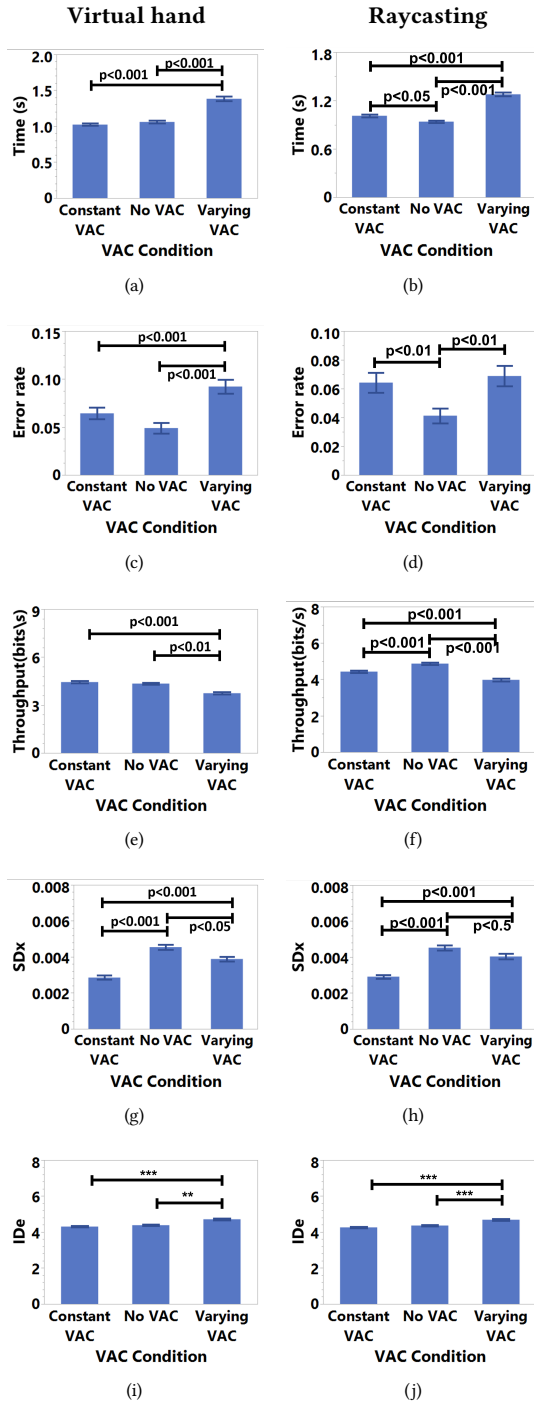 Virtual hand
Raycasting
2.0
1.5
1.0
0.5
0
Time (s)
p<0.001
p<0.001
Constant VAC
No VAC
Varying VAC
VAC Condition
(a)
1.8
1.2
0.6
0
Time (s)
p<0.001
p<0.001
p<0.05
Constant VAC
No VAC
Varying VAC
VAC Condition
(b)
0.15
0.10
0.05
0
Error rate
p<0.001
p<0.001
Constant VAC
No VAC
Varying VAC
VAC Condition
(c)
0.10
0.08
0.06
0.04
0.02
0
Error rate
p<0.01
p<0.01
Constant VAC
No VAC
Varying VAC
VAC Condition
(d)
9
6
3
0
Throughput(bits\s)
p<0.001
p<0.01
Constant VAC
No VAC
Varying VAC
VAC Condition
(e)
8
6
4
2
0
Throughput(bits/s)
p<0.001
p<0.001
p<0.001
Constant VAC
No VAC
Varying VAC
VAC Condition
(f)
0.008
0.006
0.004
0.002
0
SDx
p<0.001
p<0.001
p<0.05
Constant VAC
No VAC
Varying VAC
VAC Condition
(g)
0.008
0.006
0.004
0.002
0
SDx
p<0.001
p<0.001
p<0.5
Constant VAC
No VAC
Varying VAC
VAC Condition
(h)
8
6
4
2
0
IDe
***
**
Constant VAC
No VAC
Varying VAC
VAC Condition
(i)
8
6
4
2
0
IDe
***
***
Constant VAC
No VAC
Varying VAC
VAC Condition
(j)